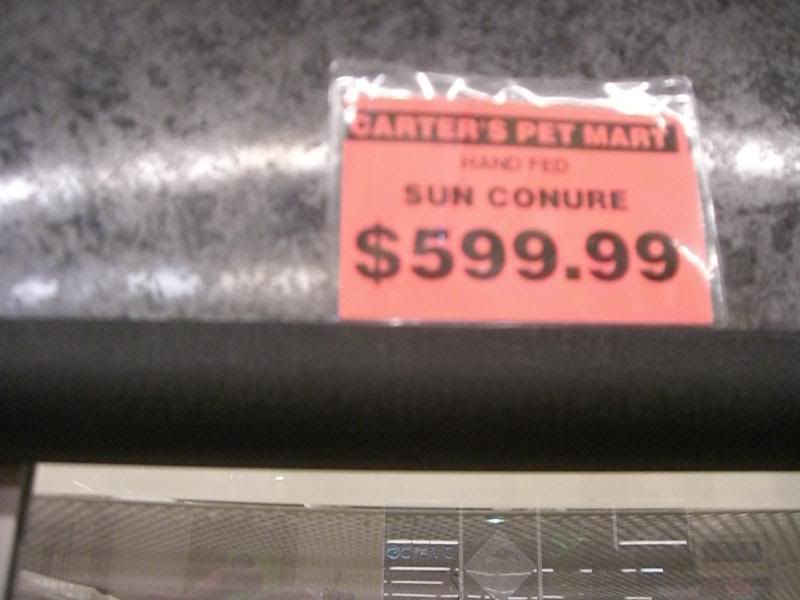 CARTER'S PET MART
HAND FED
SUN CONURE
$599.99